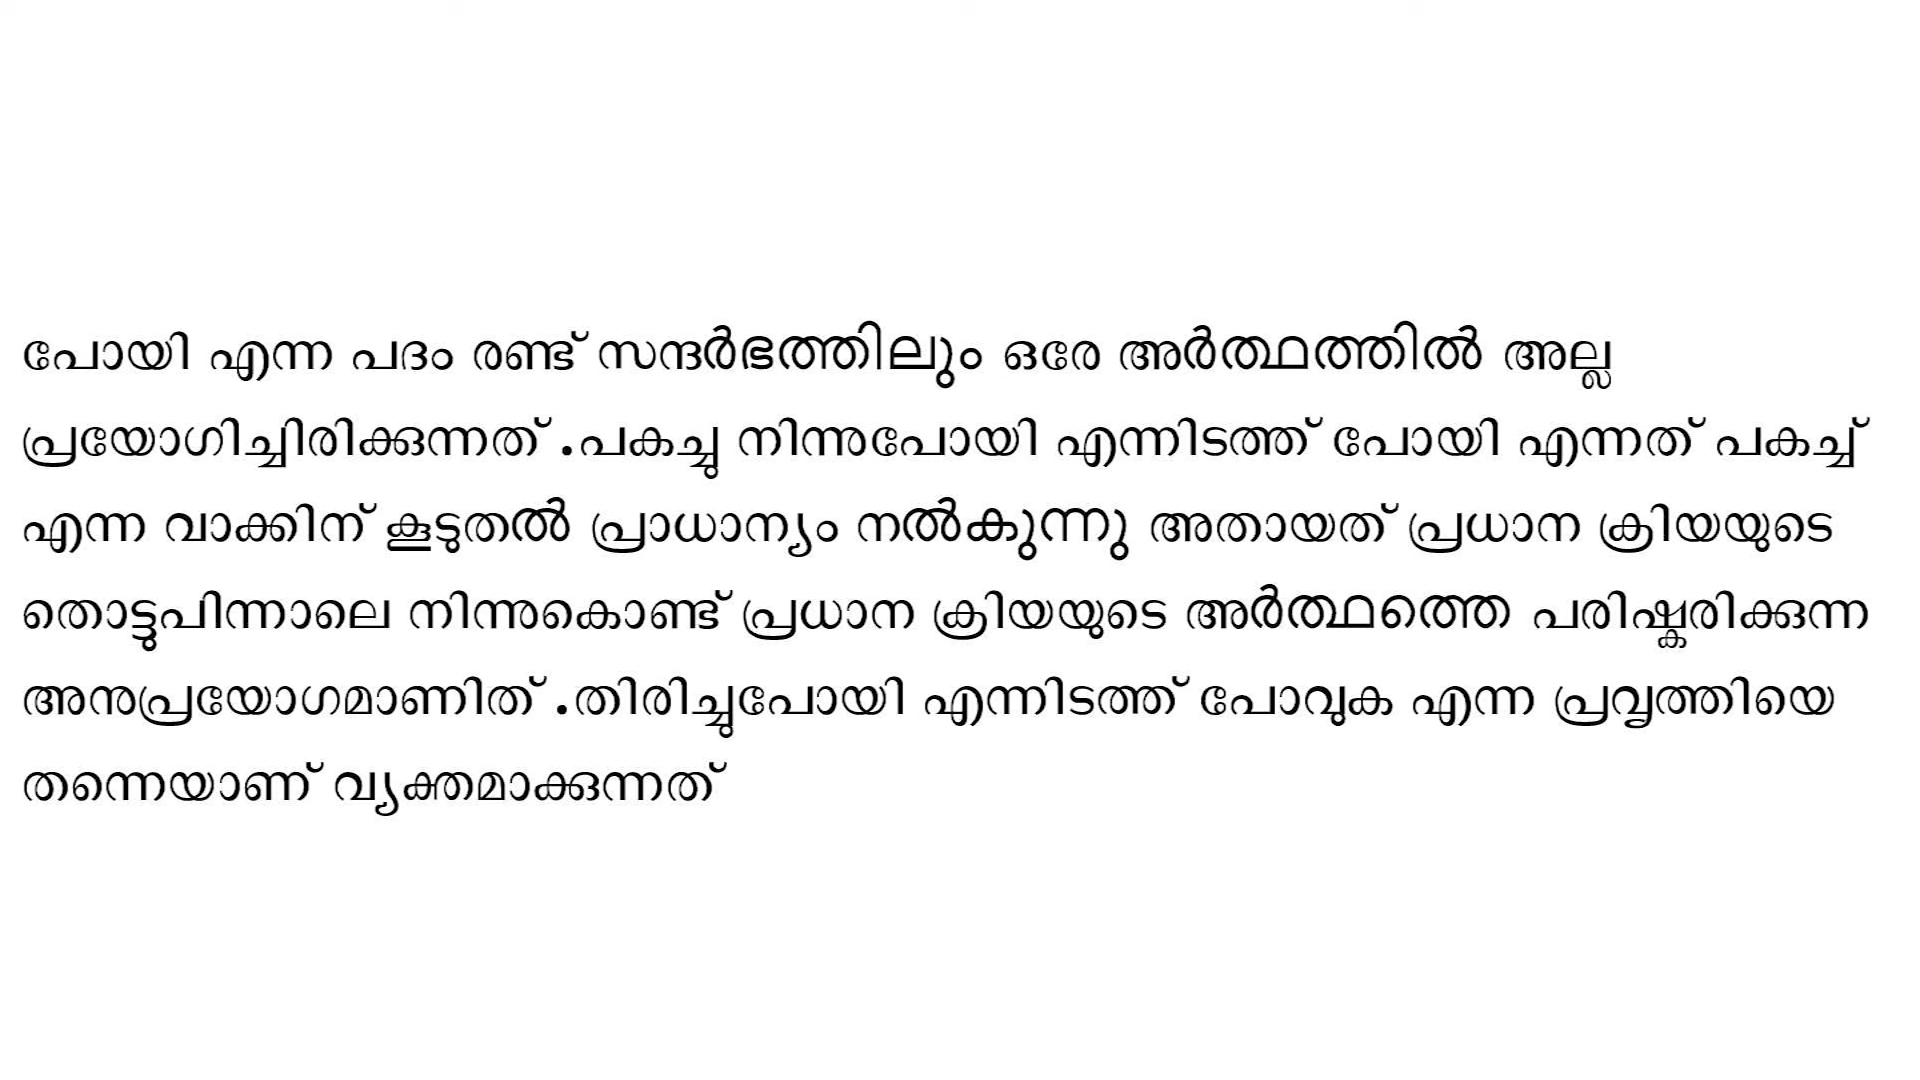 പോയി എന്ന പദം രണ്ട് സന്ദർഭത്തിലും ഒരേ അർത്ഥത്തിൽ അല്ല
പ്രയോഗിച്ചിരിക്കുന്നത് .പകച്ചു നിന്നുപോയി എന്നിടത്ത് പോയി എന്നത് പകച്ച്
എന്ന വാക്കിന് കൂടുതൽ പ്രാധാന്യം നൽകുന്നു അതായത് പ്രധാന ക്രിയയുടെ
തൊട്ടുപിന്നാലെ നിന്നുകൊണ്ട് പ്രധാന ക്രിയയുടെ അർത്ഥത്തെ പരിഷ്കരിക്കുന്ന
അനുപ്രയോഗമാണിത് .തിരിച്ചുപോയി എന്നിടത്ത് പോവുക എന്ന പ്രവൃത്തിയെ
തന്നെയാണ് വ്യക്തമാക്കുന്നത്